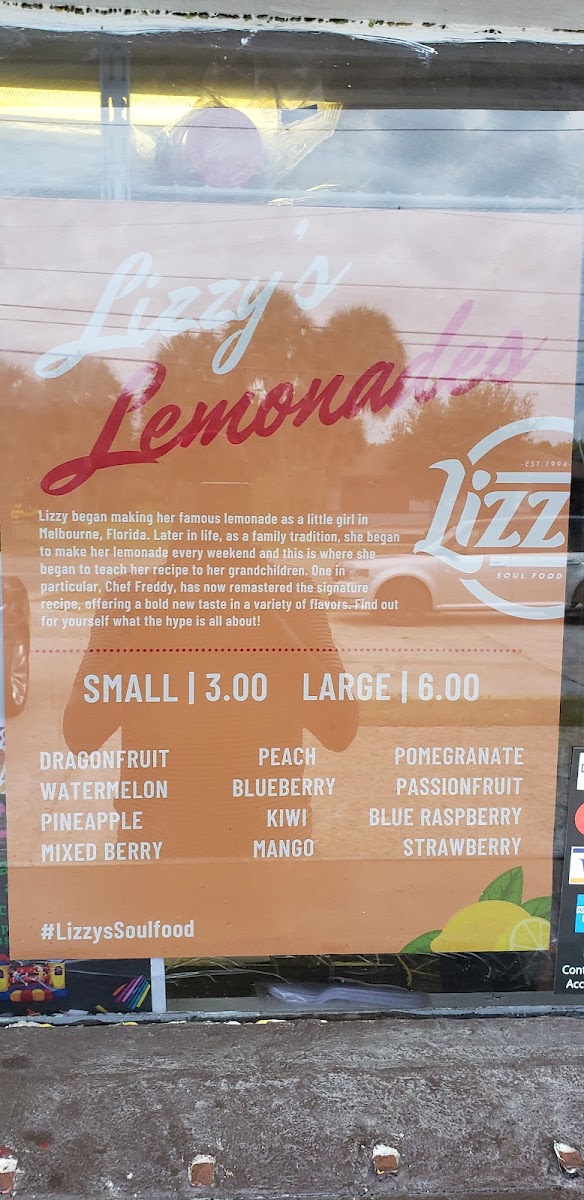 Lizzy's
Lemonades
EST. 1994
Lizz
SOUL FOOD
Lizzy began making her famous lemonade as a little girl in
Melbourne, Florida. Later in life, as a family tradition, she began
to make her lemonade every weekend and this is where she
began to teach her recipe to her grandchildren. One in
particular, Chef Freddy, has now remastered the signature
recipe, offering a bold new taste in a variety of flavors. Find out
for yourself what the hype is all about!
SMALL | 3.00 LARGE | 6.00
DRAGONFRUIT PEACH POMEGRANATE
WATERMELON BLUEBERRY PASSIONFRUIT
PINEAPPLE KIWI BLUE RASPBERRY
MIXED BERRY MANGO STRAWBERRY
#LizzysSoulfood